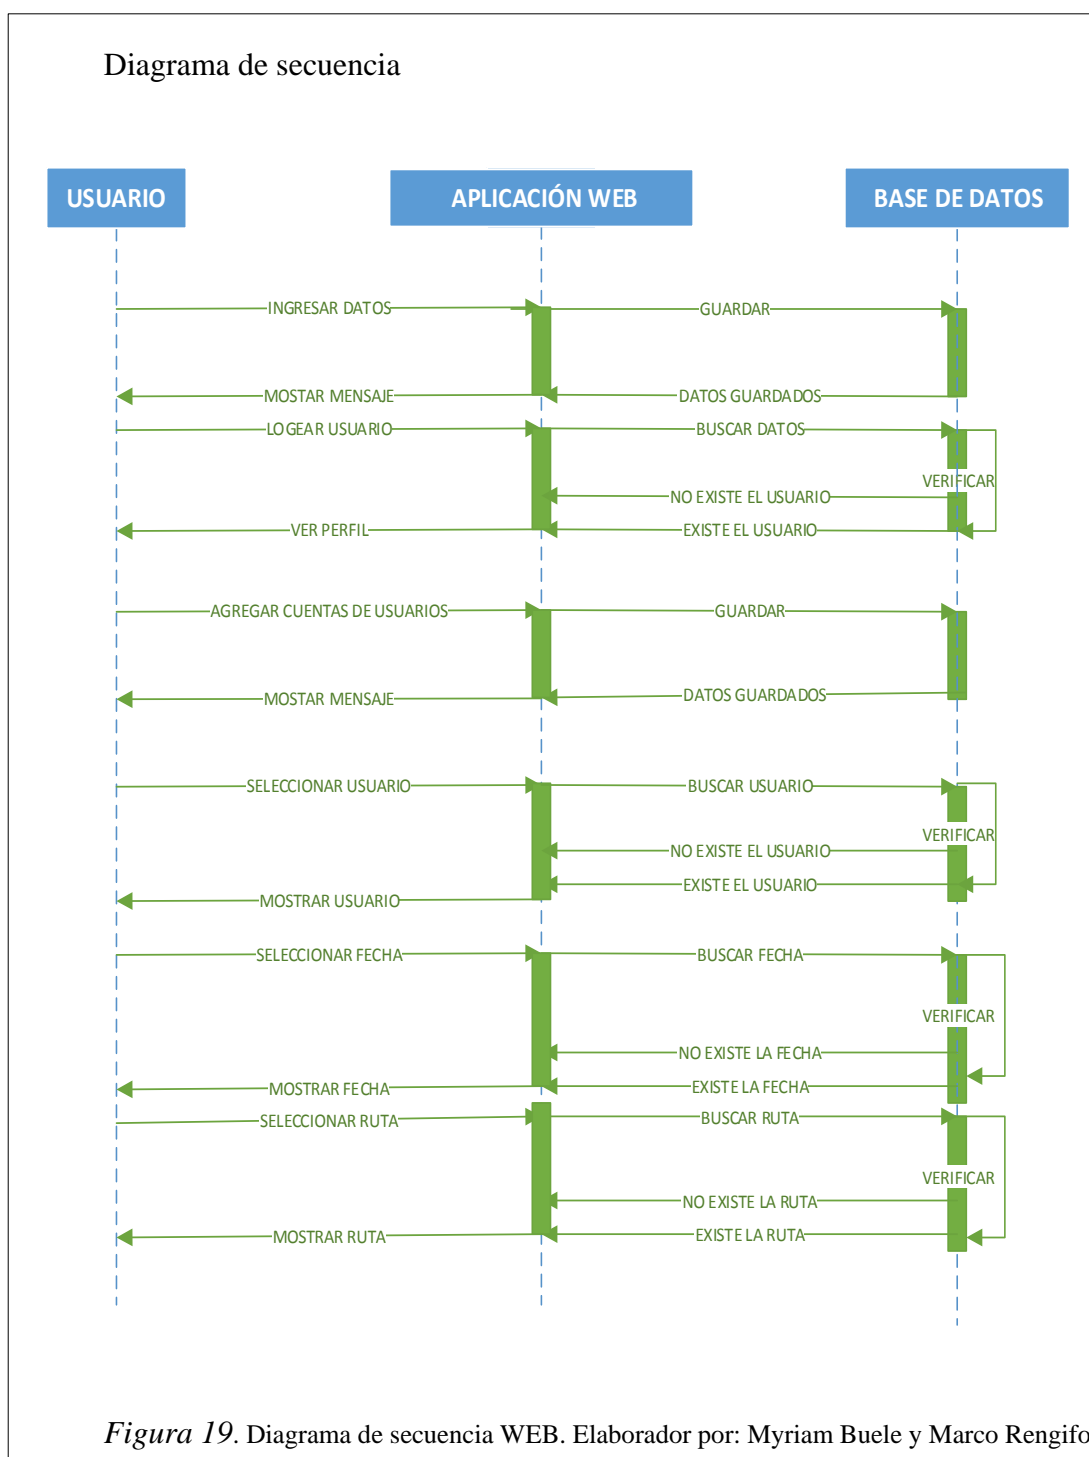 Diagrama de secuencia
USUARIO
APLICACIÓN WEB
BASE DE DATOS
INGRESAR DATOS
GUARDAR
MOSTAR MENSAJE
DATOS GUARDADOS
LOGEAR USUARIO
BUSCAR DATOS
VERIFICAR
NO EXISTE EL USUARIO
VER PERFIL
EXISTE EL USUARIO
AGREGAR CUENTAS DE USUARIOS
GUARDAR
MOSTAR MENSAJE
DATOS GUARDADOS
SELECCIONAR USUARIO
BUSCAR USUARIO
VERIFICAR
NO EXISTE EL USUARIO
EXISTE EL USUARIO
MOSTRAR USUARIO
SELECCIONAR FECHA
BUSCAR FECHA
VERIFICAR
NO EXISTE LA FECHA
MOSTRAR FECHA
EXISTE LA FECHA
SELECCIONAR RUTA
BUSCAR RUTA
VERIFICAR
NO EXISTE LA RUTA
MOSTRAR RUTA
EXISTE LA RUTA
Figura 19. Diagrama de secuencia WEB. Elaborador por: Myriam Buele y Marco Rengifo